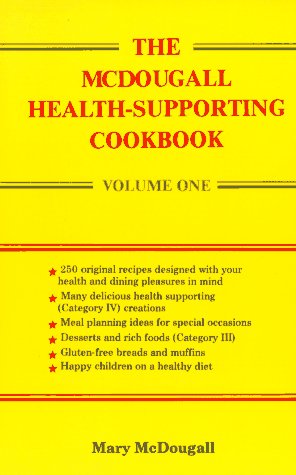 THE
MCDOUGALL
HEALTH-SUPPORTING
COOKBOOK
VOLUME ONE
★ 250 original recipes designed with your
health and dining pleasures in mind
★ Many delicious health supporting
(Category IV) creations
★ Meal planning ideas for special occasions
★ Desserts and rich foods (Category III)
★ Gluten-free breads and muffins
★ Happy children on a healthy diet
Mary McDougall